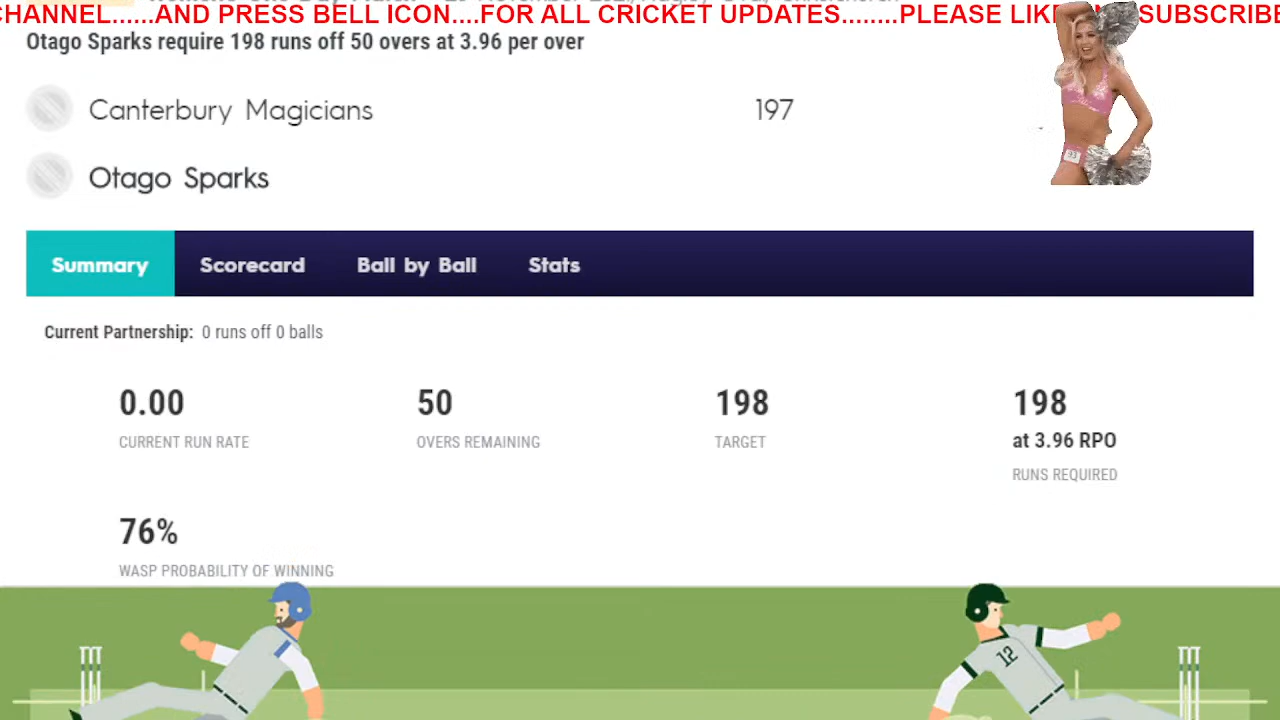 CHANNEL......AND PRESS BELL ICON....FOR ALL CRICKET UPDATES........PLEASE LIKE SUBSCRIBE
Otago Sparks require 198 runs off 50 overs at 3.96 per over
Canterbury Magicians 197
Otago Sparks
Summary Scorecard Ball by Ball Stats
Current Partnership: 0 runs off 0 balls
0.00 50 198 198
CURRENT RUN RATE OVERS REMAINING TARGET at 3.96 RPO
RUNS REQUIRED
76%
WASP PROBABILITY OF WINNING
93
12